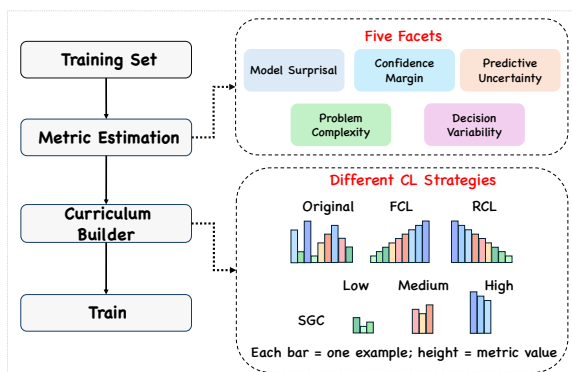 Training Set
Metric Estimation
Curriculum
Builder
Train
Five Facets
Model Surprisal
Confidence
Margin
Predictive
Uncertainty
Problem
Complexity
Decision
Variability
Different CL Strategies
Original FCL RCL
Low Medium High
SGC
Each bar = one example; height = metric value